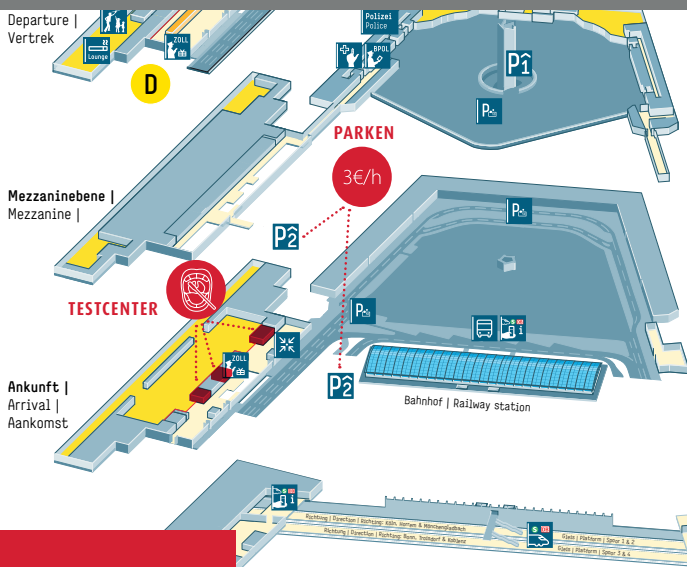 Departure |
Vertrek
Lounge
ZOLL
D
Polizei
Police
BPOL
P1
P
PARKEN
3€/h
Mezzaninebene |
Mezzanine |
P2
P
TESTCENTER
P
i
ZOLL
Ankunft |
Arrival |
Aankomst
P2
Bahnhof | Railway station
i
Richtung | Direction | Richting: Köln, Horrem & Mönchengladbach
Richtung | Direction | Richting: Bonn, Troisdorf & Koblenz
Gleis | Platform | Spoor 1 & 2
Gleis | Platform | Spoor 3 & 4